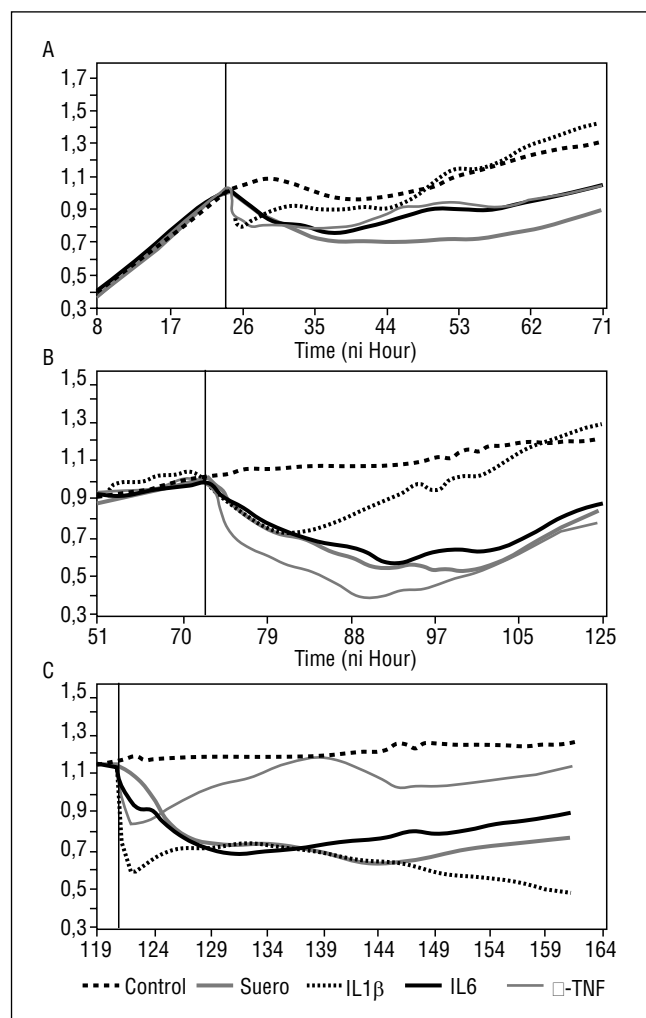 A
1,7
1,5
1,3
1,1
0,9
0,7
0,5
0,3
8 17 26 35 44 53 62 71
Time (ni Hour)
B
1,5
1,3
1,1
0,9
0,7
0,5
0,3
51 70 79 88 97 105 125
Time (ni Hour)
C
1,5
1,3
1,1
0,9
0,7
0,5
0,3
119 124 129 134 139 144 149 154 159 164
Control Suero IL1β IL6 □-TNF